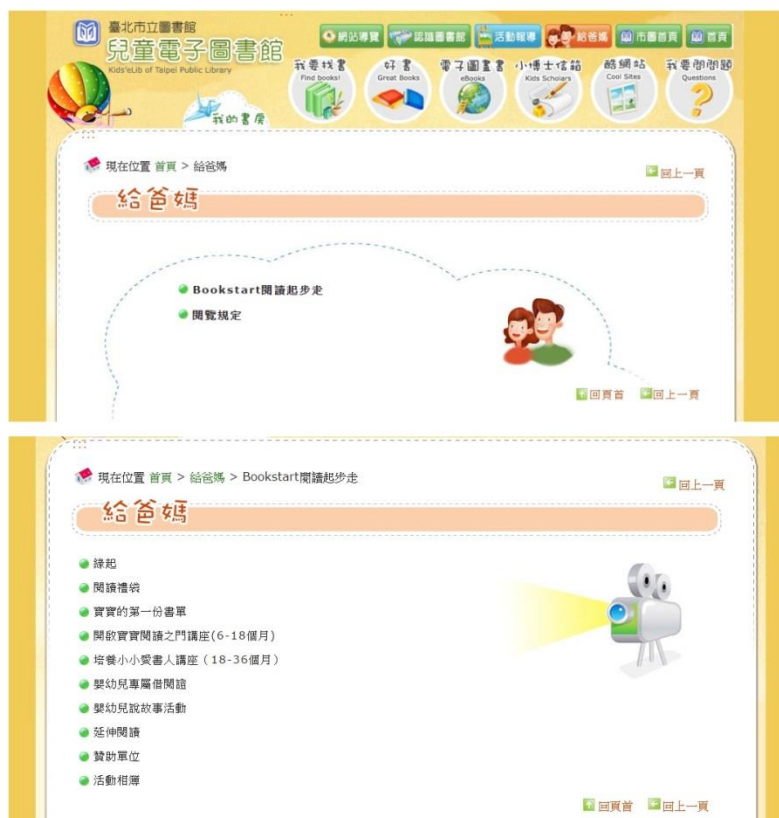 臺北市立圖書館
兒童電子圖書館
Kids'eLib of Taipei Public Library
網站導覽 認識圖書館 活動報導 給爸媽 市圖首頁 首頁
我要找書 好書 電子圖畫書 小博士信箱 酷網站 我要問問題
Find books! Great Books eBooks Kids Scholars Cool Sites Questions
我的書房
現在位置 首頁 > 給爸媽
回上一頁
給爸媽
Bookstart閱讀起步走
閱覽規定
回頁首 回上一頁
現在位置 首頁 > 給爸媽 > Bookstart閱讀起步走
回上一頁
給爸媽
緣起
閱讀禮袋
寶寶的第一份書單
開啟寶寶閱讀之門講座(6-18個月)
培養小小愛書人講座（18-36個月）
嬰幼兒專屬借閱證
嬰幼兒說故事活動
延伸閱讀
贊助單位
活動相簿
回頁首 回上一頁